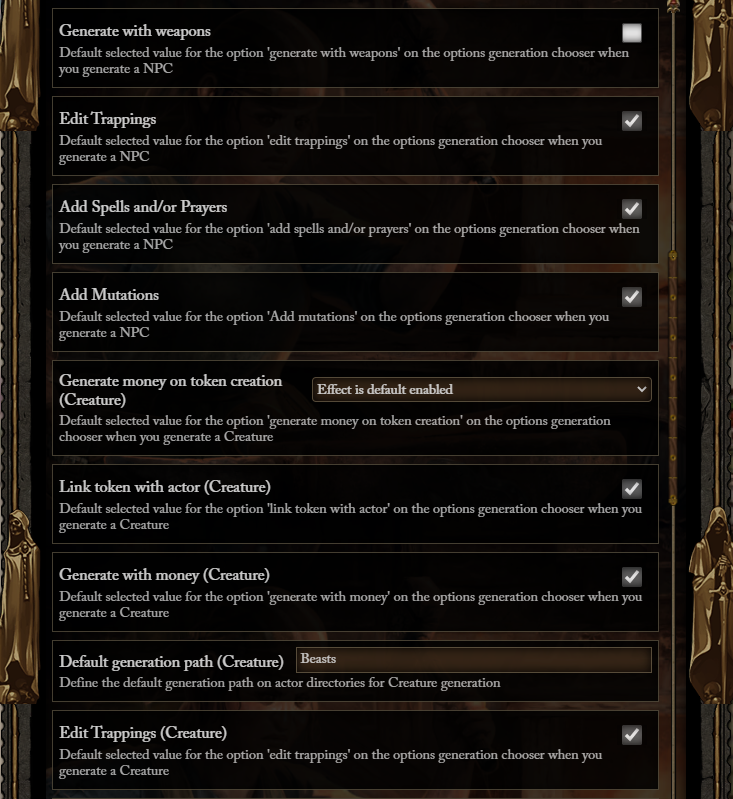 Generate with weapons
Default selected value for the option 'generate with weapons' on the options generation chooser when
you generate a NPC
Edit Trappings
Default selected value for the option 'edit trappings' on the options generation chooser when you
generate a NPC
Add Spells and/or Prayers
Default selected value for the option 'add spells and/or prayers' on the options generation chooser when
you generate a NPC
Add Mutations
Default selected value for the option 'Add mutations' on the options generation chooser when you
generate a NPC
Generate money on token creation
(Creature)
Effect is default enabled
Default selected value for the option 'generate money on token creation' on the options generation
chooser when you generate a Creature
Link token with actor (Creature)
Default selected value for the option 'link token with actor' on the options generation chooser when you
generate a Creature
Generate with money (Creature)
Default selected value for the option 'generate with money' on the options generation chooser when you
generate a Creature
Default generation path (Creature) Beasts
Define the default generation path on actor directories for Creature generation
Edit Trappings (Creature)
Default selected value for the option 'edit trappings' on the options generation chooser when you
generate a Creature